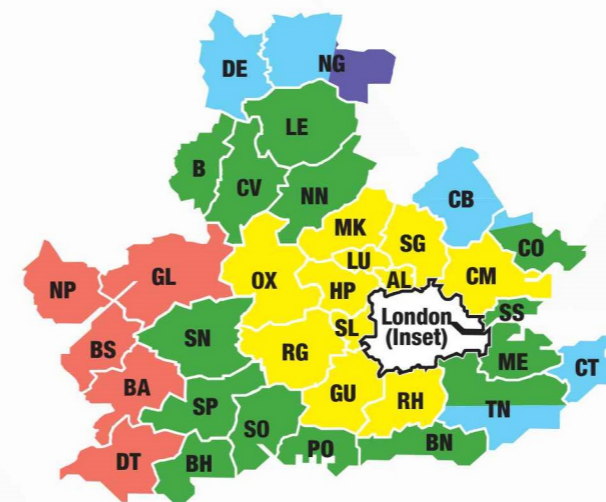 DE
NG
LE
B
CV
NN
CB
MK
SG
CO
LU
NP
GL
OX
HP
AL
CM
SS
London
(Inset)
BS
SN
SL
RG
ME
CT
BA
GU
RH
SP
TN
SO
PO
BN
DT
BH